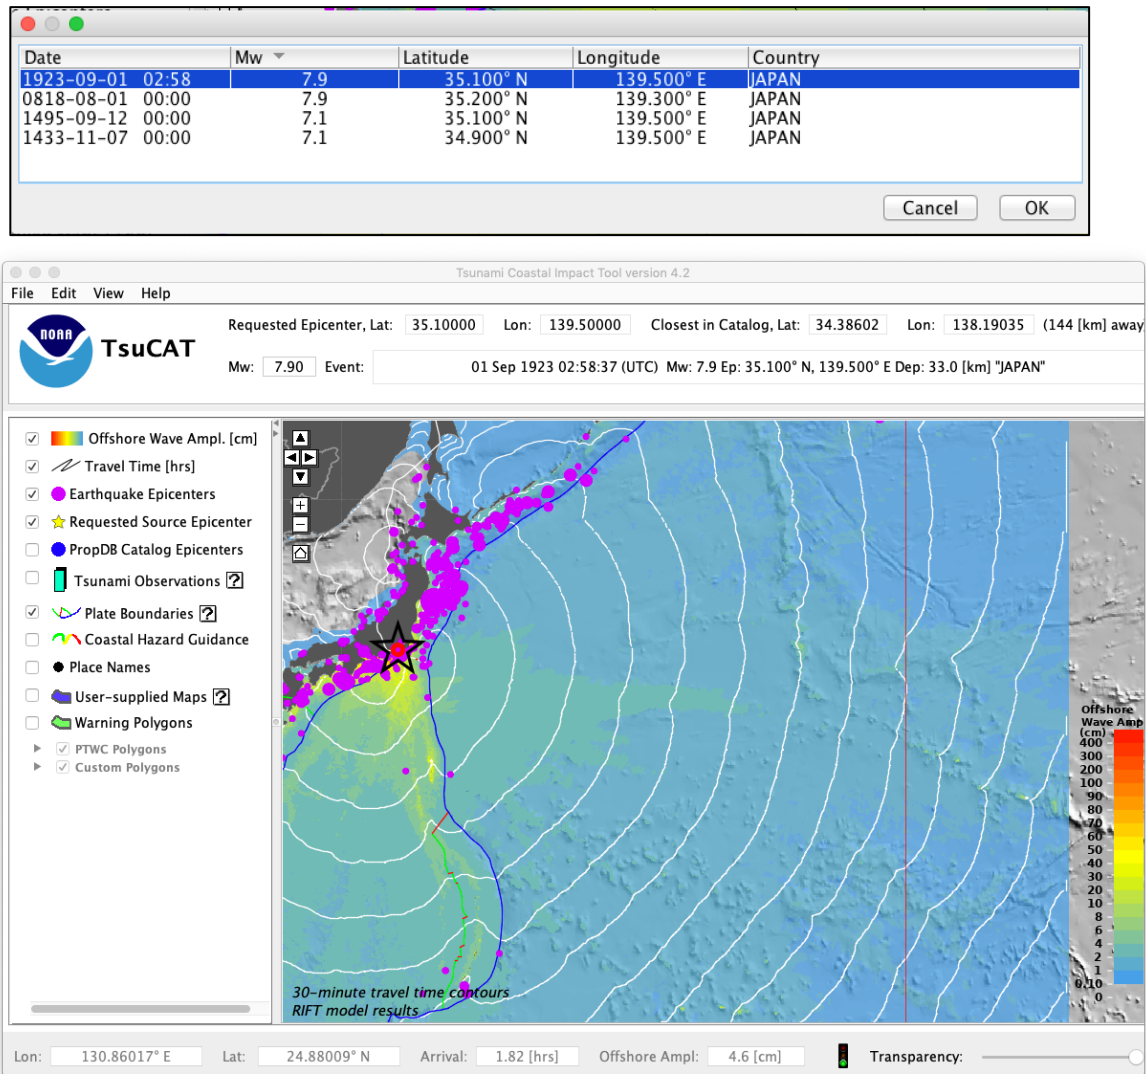 Date Mw Latitude Longitude Country
1923-09-01 02:58 7.9 35.100° N 139.500° E JAPAN
0818-08-01 00:00 7.9 35.200° N 139.300° E JAPAN
1495-09-12 00:00 7.1 35.100° N 139.500° E JAPAN
1433-11-07 00:00 7.1 34.900° N 139.500° E JAPAN
Cancel OK
Tsunami Coastal Impact Tool version 4.2
File Edit View Help
NOAA
TsuCAT
Requested Epicenter, Lat: 35.10000 Lon: 139.50000 Closest in Catalog, Lat: 34.38602 Lon: 138.19035 (144 [km] away
Mw: 7.90 Event: 01 Sep 1923 02:58:37 (UTC) Mw: 7.9 Ep: 35.100° N, 139.500° E Dep: 33.0 [km] "JAPAN"
Offshore Wave Ampl. [cm]
Travel Time [hrs]
Earthquake Epicenters
Requested Source Epicenter
PropDB Catalog Epicenters
Tsunami Observations ?
Plate Boundaries ?
Coastal Hazard Guidance
Place Names
User-supplied Maps ?
Warning Polygons
PTWC Polygons
Custom Polygons
Offshore
Wave Amp
(cm)
400
300
200
100
90
80
70
60
50
40
30
20
10
8
6
4
2
1
0.10
0
30-minute travel time contours
RIFT model results
Lon: 130.86017° E Lat: 24.88009° N Arrival: 1.82 [hrs] Offshore Ampl: 4.6 [cm] Transparency: